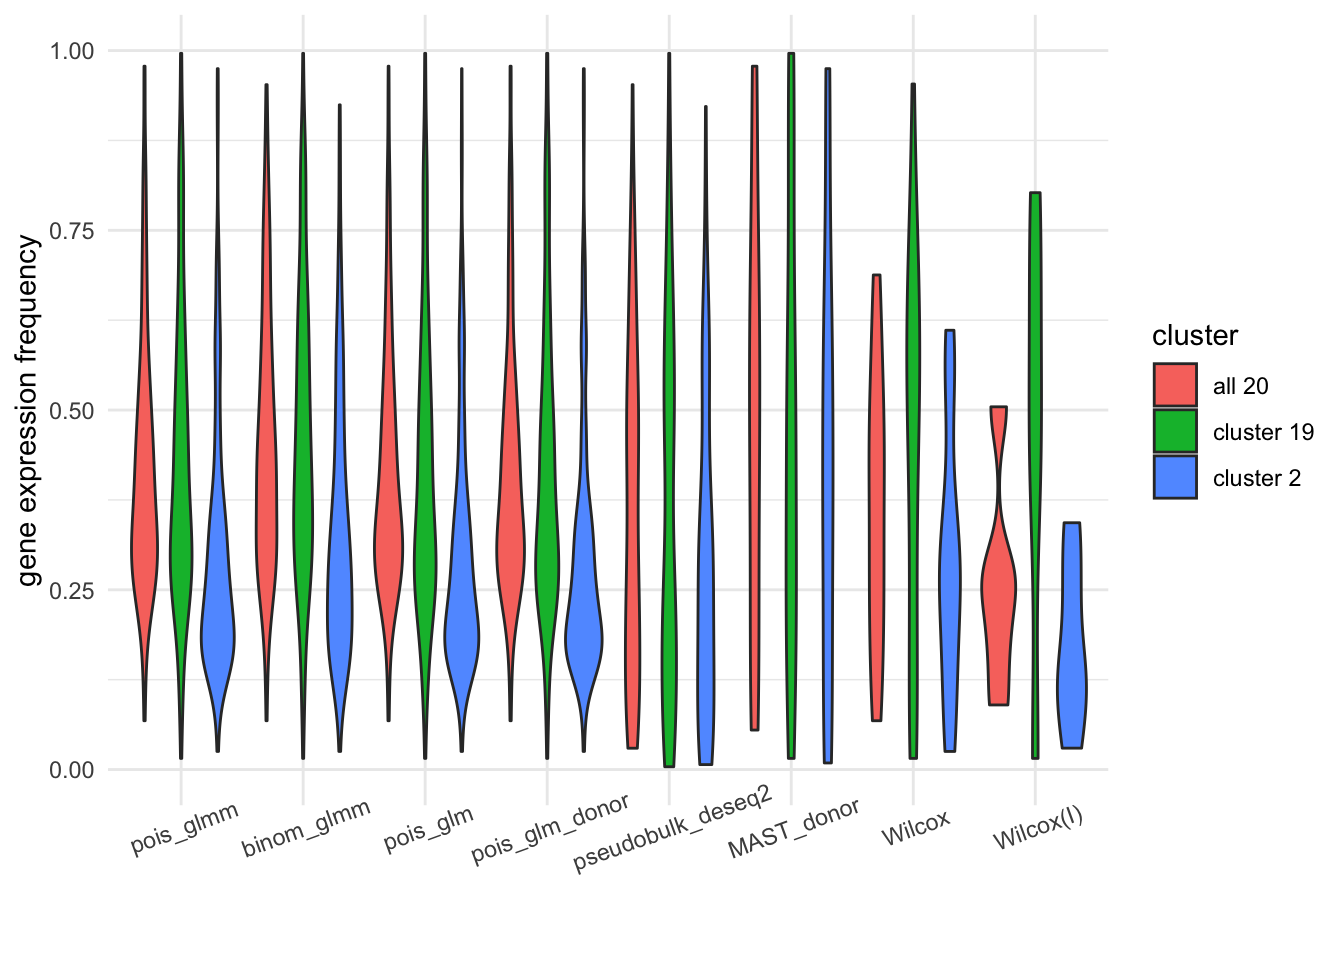 gene expression frequency
1.00
0.75
0.50
0.25
0.00
pois_glmm
binom_glmm
pois_glm
pois_glm_donor
pseudobulk_deseq2
MAST_donor
Wilcox
Wilcox(l)
cluster
all 20
cluster 19
cluster 2